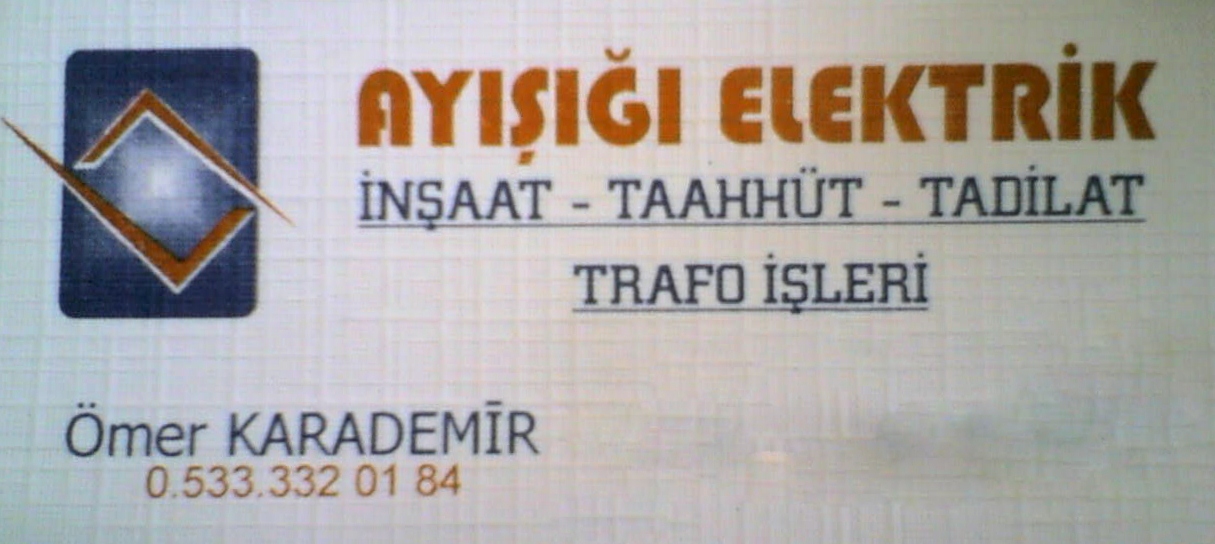 AYIŞIĞI ELEKTRİK
İNŞAAT - TAAHHÜT - TADİLAT
TRAFO İŞLERİ
Ömer KARADEMİR
0.533.332 01 84